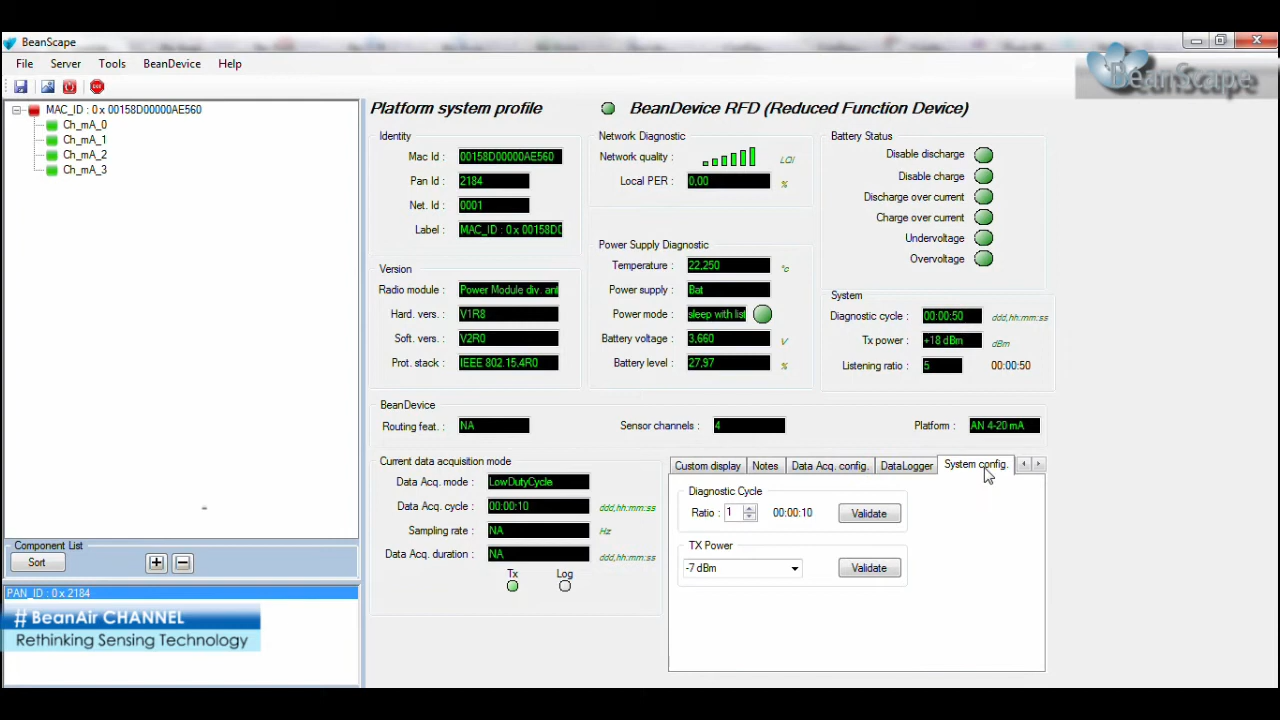 BeanScape
File Server Tools BeanDevice Help
BeanScape
MAC_ID : 0 x 00158D00000AE560
Ch_mA_0
Ch_mA_1
Ch_mA_2
Ch_mA_3
Component List
Sort
PAN_ID : 0 x 2184
# BeanAir CHANNEL
Rethinking Sensing Technology
Platform system profile
BeanDevice RFD (Reduced Function Device)
Identity
Mac Id : 00158D00000AE560
Pan Id : 2184
Net. Id : 0001
Label : MAC_ID : 0 x 00158D0
Version
Radio module : Power Module div. ant
Hard. vers. : V1R8
Soft. vers. : V2R0
Prot. stack : IEEE 802.15.4R0
Network Diagnostic
Network quality : LQI
Local PER : 0,00 %
Power Supply Diagnostic
Temperature : 22,250 °c
Power supply : Bat
Power mode : sleep with list
Battery voltage : 3,660 V
Battery level : 27,97 %
Battery Status
Disable discharge
Disable charge
Discharge over current
Charge over current
Undervoltage
Overvoltage
System
Diagnostic cycle : 00:00:50 ddd,hh:mm:ss
Tx power : +18 dBm dBm
Listening ratio : 5 00:00:50
BeanDevice
Routing feat. : NA Sensor channels : 4 Platform : AN 4-20 mA
Current data acquisition mode
Data Acq. mode : LowDutyCycle
Data Acq. cycle : 00:00:10 ddd,hh:mm:ss
Sampling rate : NA Hz
Data Acq. duration : NA ddd,hh:mm:ss
Tx Log
Custom display Notes Data Acq. config. DataLogger System config.
Diagnostic Cycle
Ratio : 1 00:00:10 Validate
TX Power
-7 dBm Validate